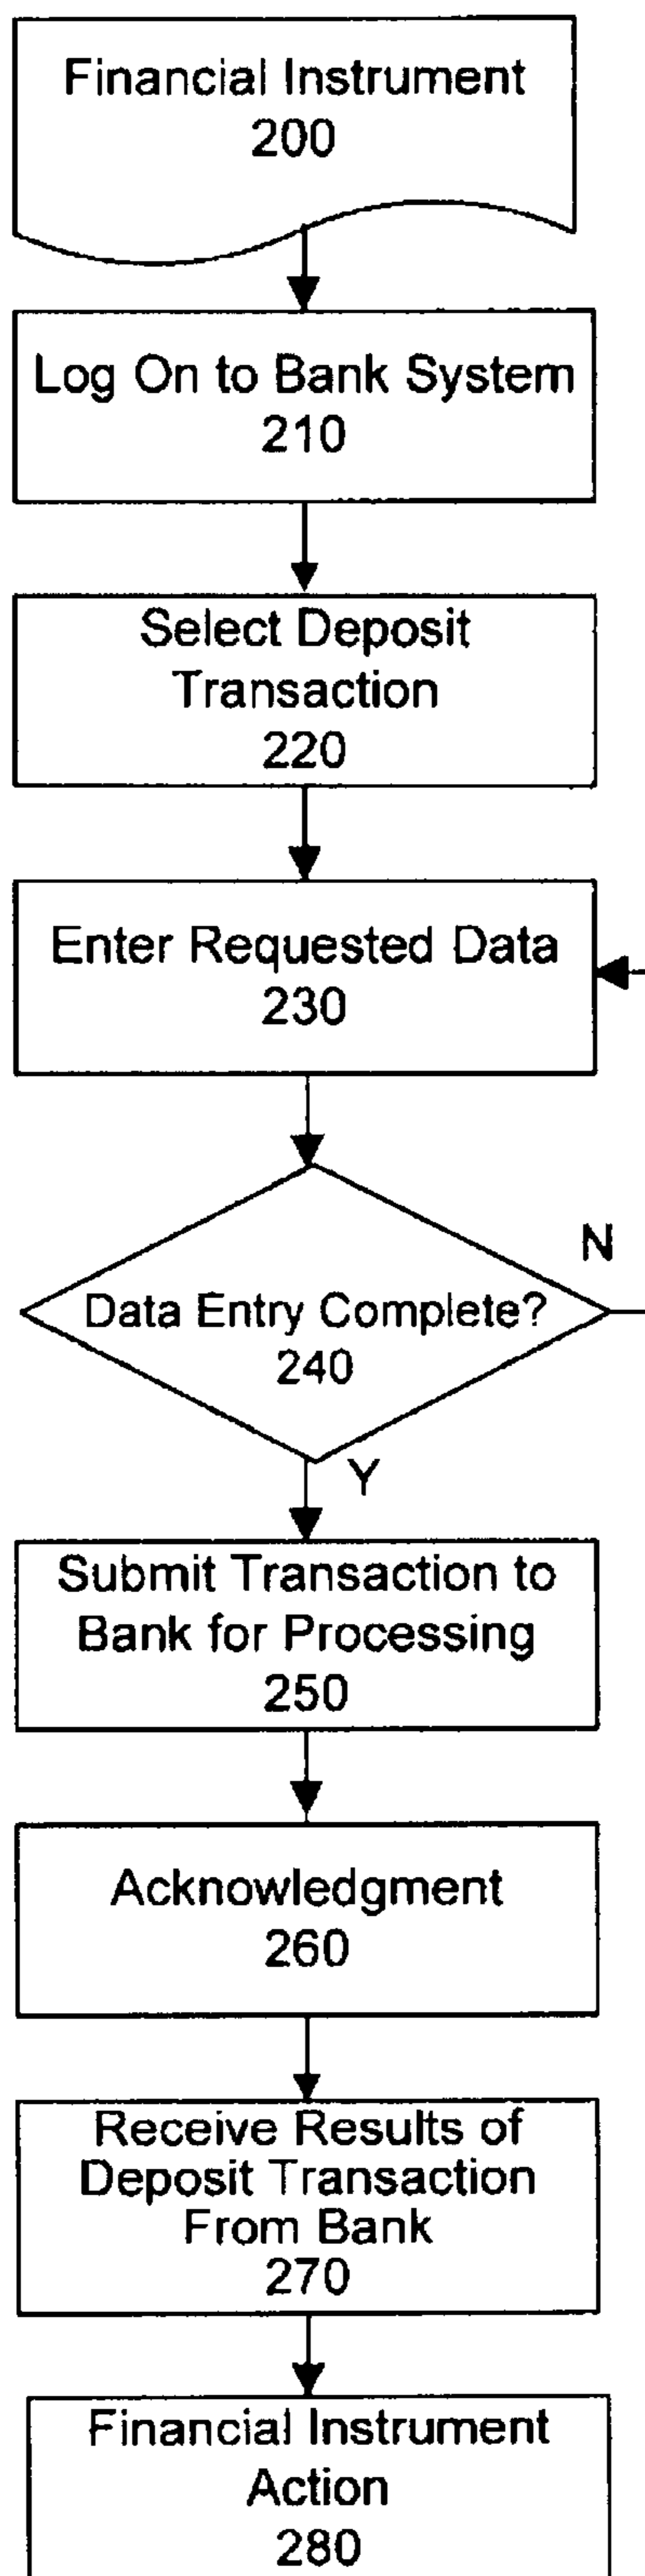 Financial Instrument
200
Log On to Bank System
210
Select Deposit
Transaction
220
Enter Requested Data
230
N
Data Entry Complete?
240
Y
Submit Transaction to
Bank for Processing
250
Acknowledgment
260
Receive Results of
Deposit Transaction
From Bank
270
Financial Instrument
Action
280